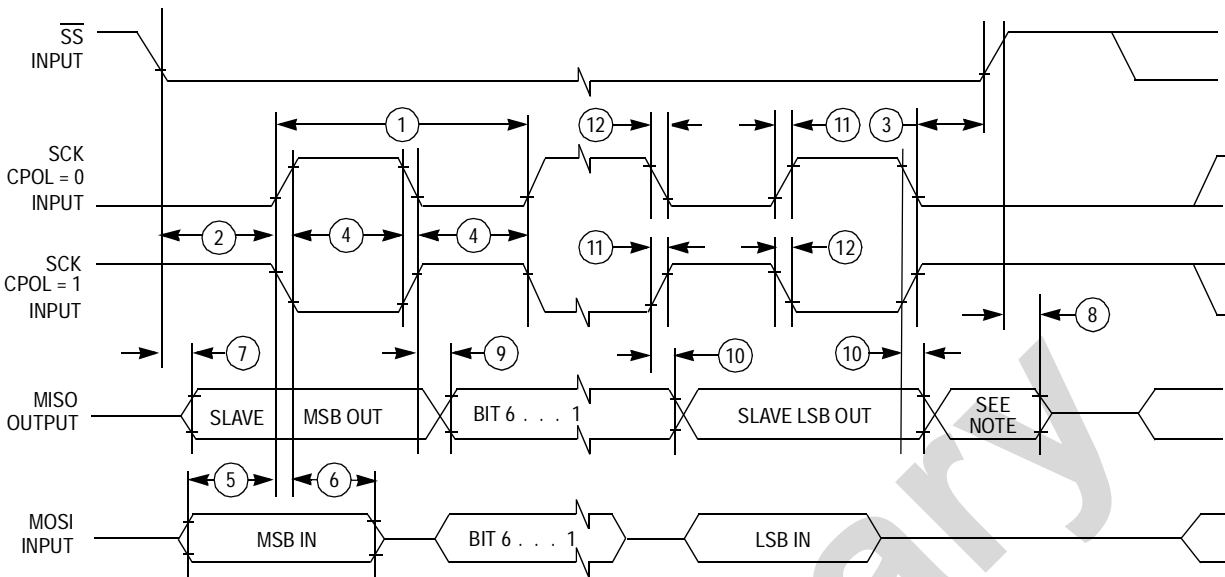 SS
INPUT
1
12
11
3
SCK
CPOL = 0
INPUT
2
4
4
SCK
CPOL = 1
INPUT
11
12
8
7
9
10
10
MISO
OUTPUT
SLAVE
MSB OUT
BIT 6 . . . 1
SLAVE LSB OUT
SEE
NOTE
5
6
MOSI
INPUT
MSB IN
BIT 6 . . . 1
LSB IN
ary